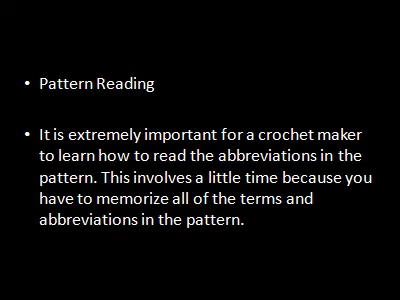 • Pattern Reading
• It is extremely important for a crochet maker
to learn how to read the abbreviations in the
pattern. This involves a little time because you
have to memorize all of the terms and
abbreviations in the pattern.